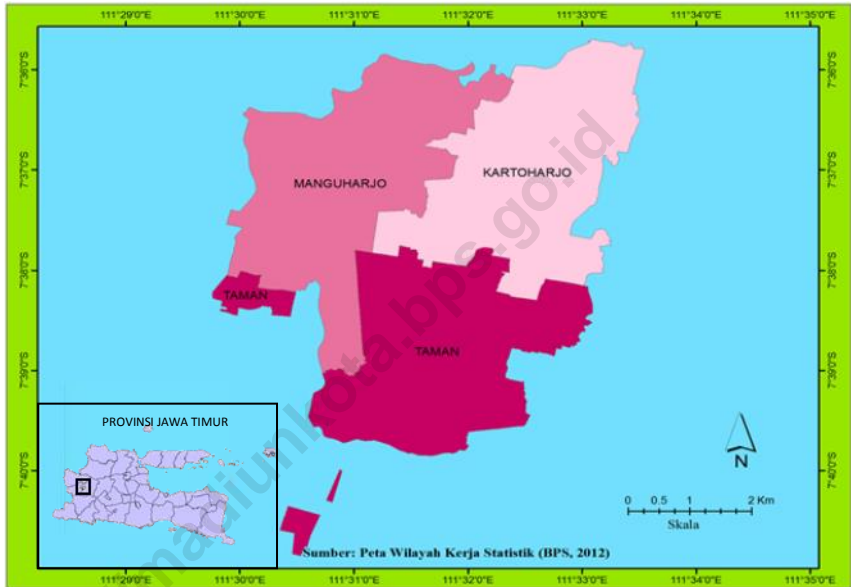 111°29'0"E 111°30'0"E 111°31'0"E 111°32'0"E 111°33'0"E 111°34'0"E 111°35'0"E
7°36'0"S 7°36'0"S
7°37'0"S 7°37'0"S
MANGUHARJO
KARTOHARJO
7°38'0"S 7°38'0"S
TAMAN
TAMAN
7°39'0"S 7°39'0"S
PROVINSI JAWA TIMUR
7°40'0"S 7°40'0"S
N
0 0.5 1 2 Km
Skala
Sumber: Peta Wilayah Kerja Statistik (BPS, 2012)
111°29'0"E 111°30'0"E 111°31'0"E 111°32'0"E 111°33'0"E 111°34'0"E 111°35'0"E
madiunkota.bps.go.id